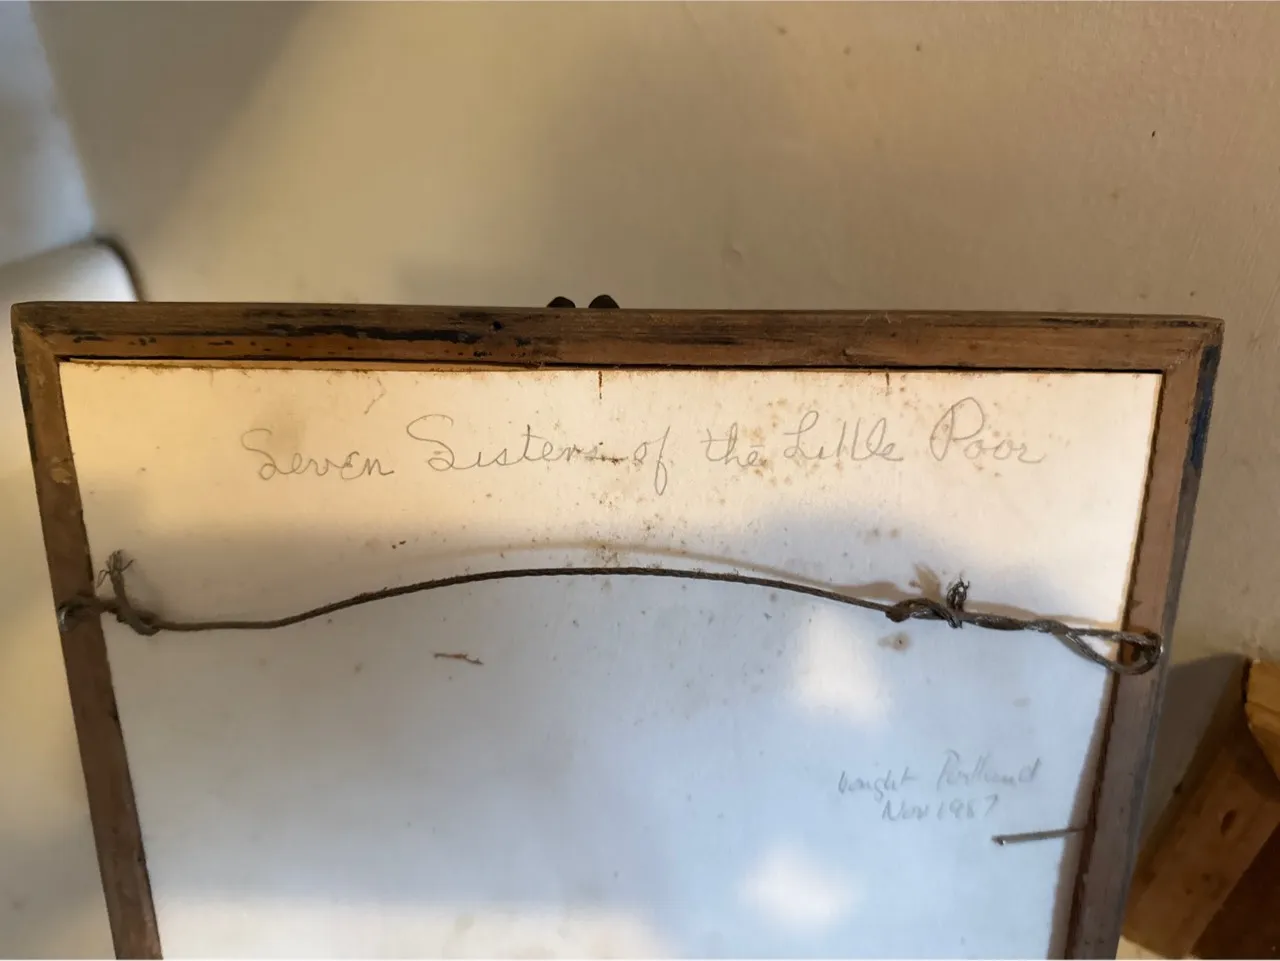 Seven Sisters of the Little Poor
bought Portland
Nov 1987